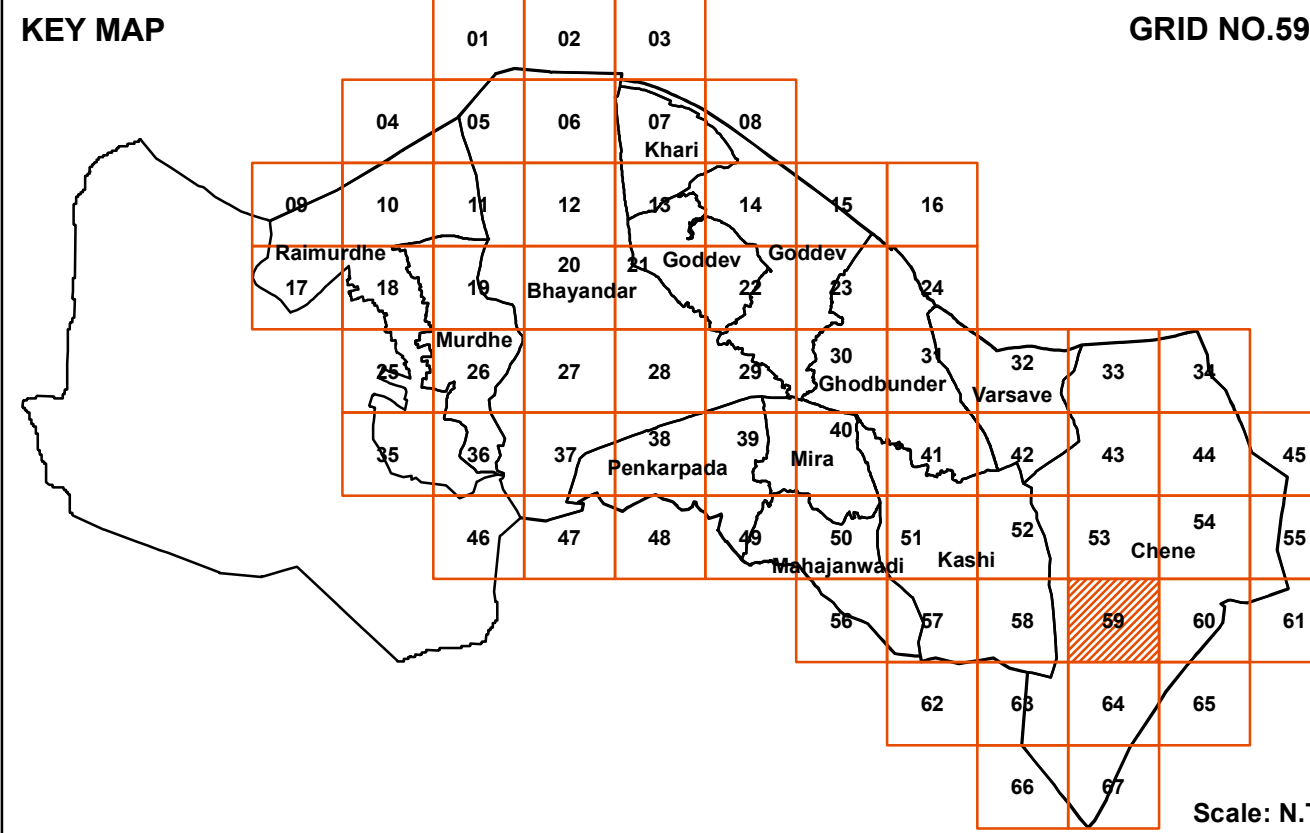 KEY MAP GRID NO.59
01 02 03
04 05 06 07 08
Khari
09 10 11 12 13 14 15 16
Raimurdhe Goddev Goddev
17 18 19 20 21 22 23 24
Bhayandar
Murdhe
25 26 27 28 29 30 31 32 33 34
Ghodbunder Varsave
35 36 37 38 39 40 41 42 43 44 45
Penkarpada Mira
46 47 48 49 50 51 52 53 54 55
Mahajanwadi Kashi Chene
56 57 58 59 60 61
62 63 64 65
66 67
Scale: N.